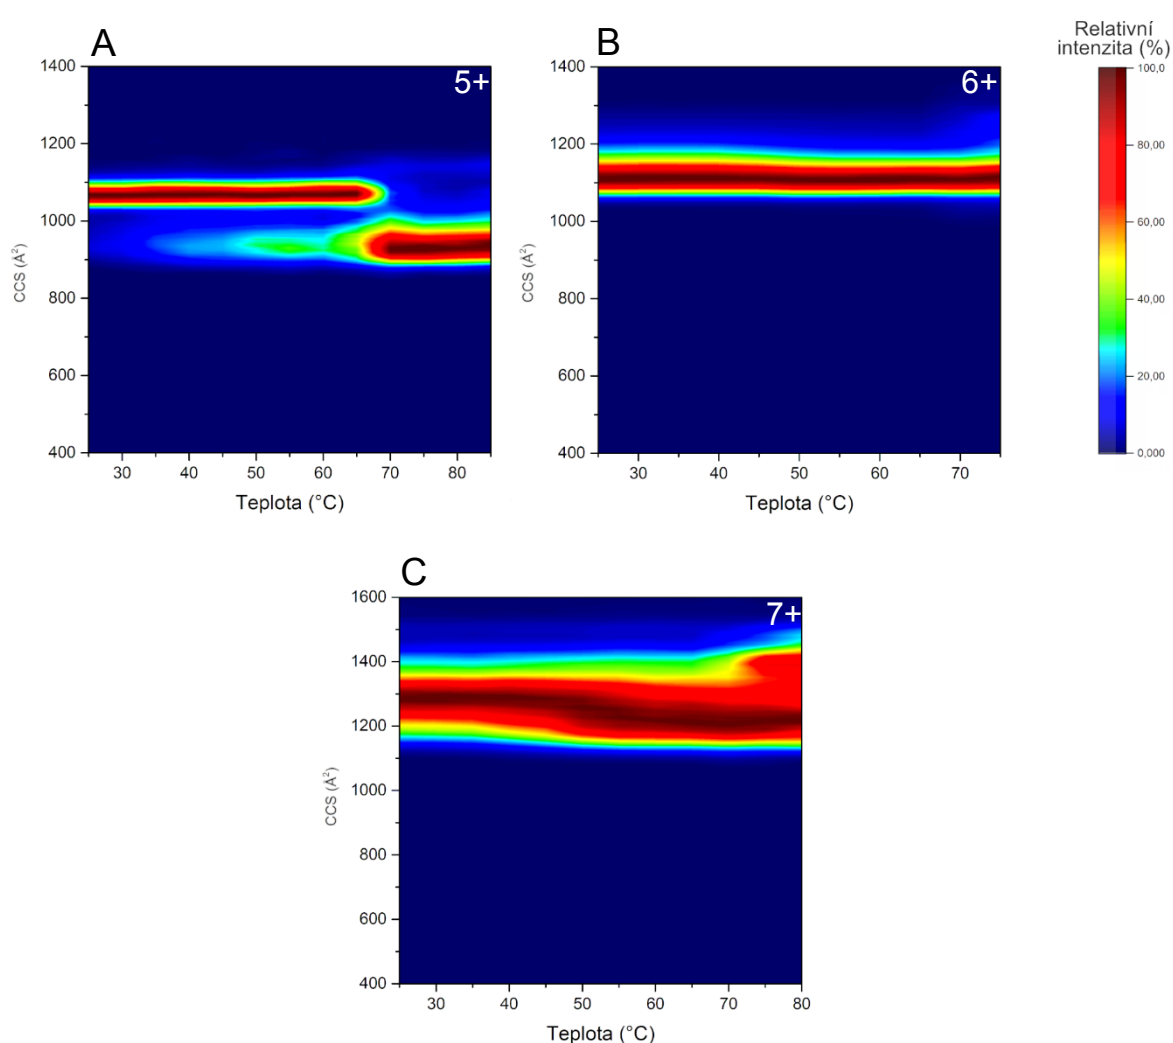 A
5+
1400
1200
1000
800
600
400
CCS (Å²)
30 40 50 60 70 80
Teplota (°C)
B
6+
1400
1200
1000
800
600
400
CCS (Å²)
30 40 50 60 70
Teplota (°C)
Relativní
intenzita (%)
100,0
80,00
60,00
40,00
20,00
0,000
C
7+
1600
1400
1200
1000
800
600
400
CCS (Å²)
30 40 50 60 70 80
Teplota (°C)